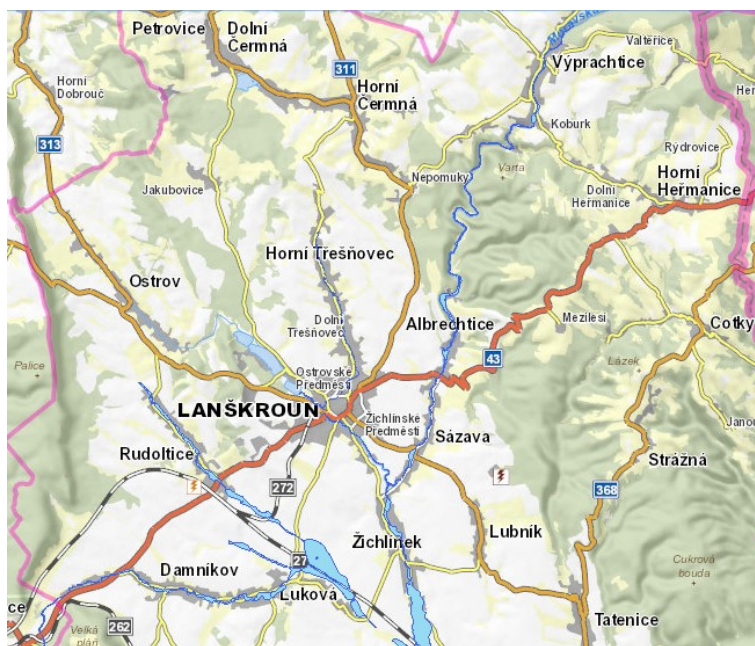 Petrovice
Dolní
Čermná
311
Horní
Čermná
Valteřice
Výprachtice
Horní
Dobrouč
313
Koburk
Rýdrovice
Varta
Horní
Heřmanice
Nepomuky
Dolní
Heřmanice
Jakubovice
Horní Třešňovec
Ostrov
Dolní
Třešňovec
Albrechtice
Mezilesí
Cotky
43
Palice
Ostrovské
Předměstí
Lázek
LANŠKROUN
Žichlínské
Předměstí
Sázava
Rudoltice
Strážná
272
368
Lubník
Žichlínek
27
Damníkov
Luková
Cukrová
bouda
Tatenice
262
Velká
pláň